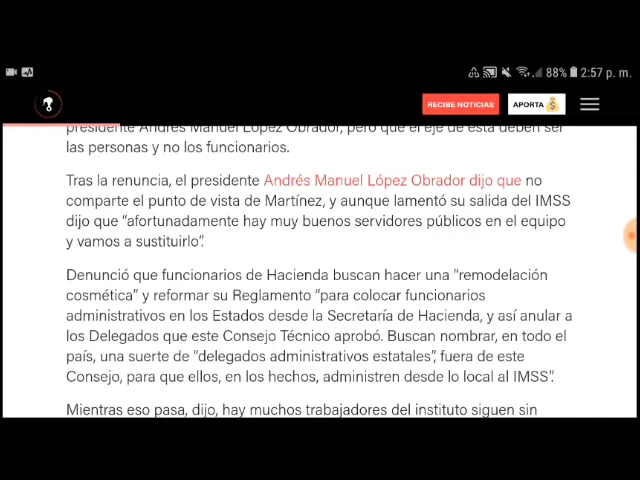 88% 2:57 p. m.
RECIBE NOTICIAS
APORTA
presidente Andrés Manuel López Obrador, pero que el eje de ésta deben ser
las personas y no los funcionarios.
Tras la renuncia, el presidente Andrés Manuel López Obrador dijo que no
comparte el punto de vista de Martínez, y aunque lamentó su salida del IMSS
dijo que “afortunadamente hay muy buenos servidores públicos en el equipo
y vamos a sustituirlo”.
Denunció que funcionarios de Hacienda buscan hacer una “remodelación
cosmética” y reformar su Reglamento “para colocar funcionarios
administrativos en los Estados desde la Secretaría de Hacienda, y así anular a
los Delegados que este Consejo Técnico aprobó. Buscan nombrar, en todo el
país, una suerte de “delegados administrativos estatales”, fuera de este
Consejo, para que ellos, en los hechos, administren desde lo local al IMSS”.
Mientras eso pasa, dijo, hay muchos trabajadores del instituto siguen sin